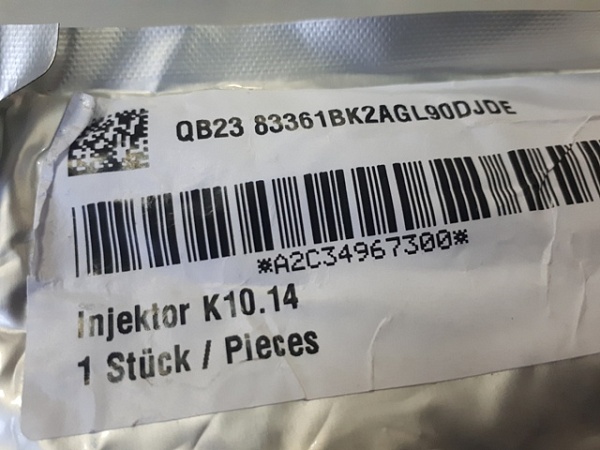 QB23 83361BK2AGL90DJDE
*A2C34967300*
Injektor K10.14
1 Stück / Pieces